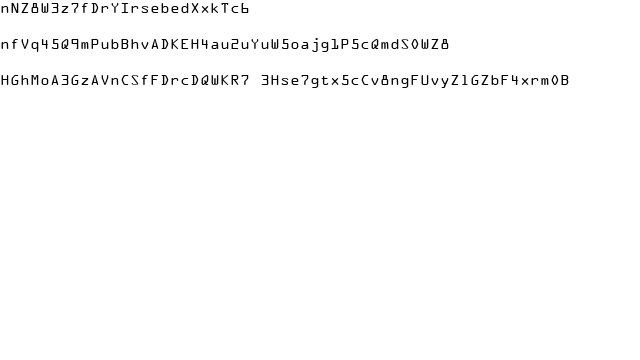 nNZ8W3z7fDrYIrsebedXxkTc6
nfVq45Q9mPubBhvADKEH4au2uYuW5oajg1P5cQmdS0WZ8
HGhMoA3GzAVnCSfFDrcDQWKR7 3Hse7gtx5cCv8ngFUvyZ1GZbF4xrm0B